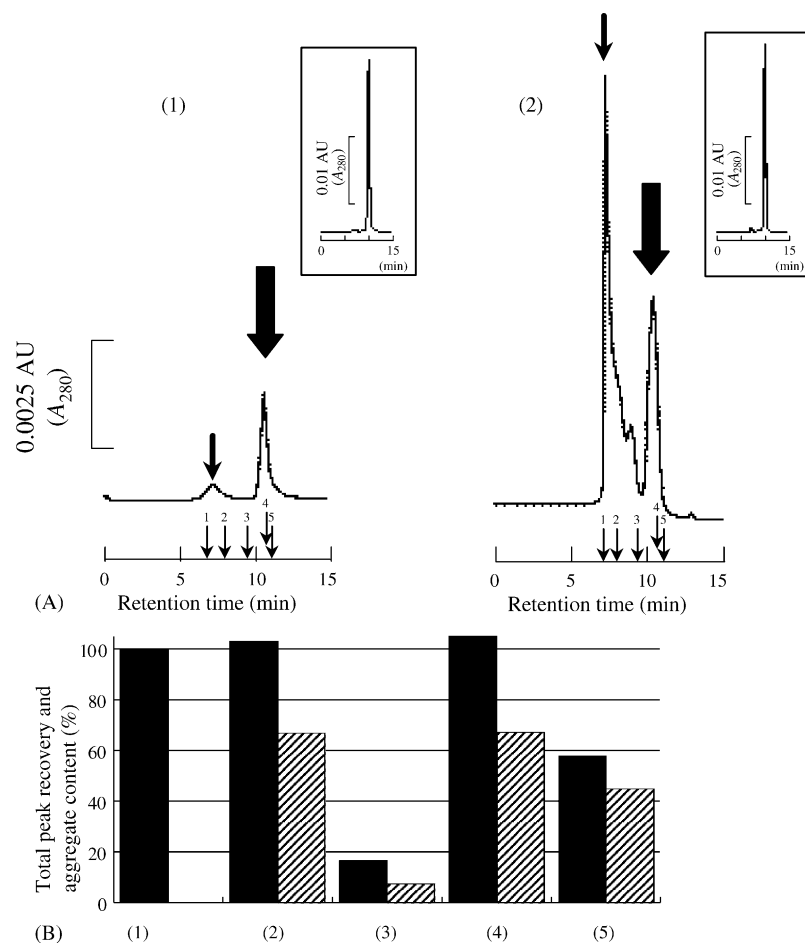 (1)
0.01 AU
(A280)
0
15
(min)
(2)
0.01 AU
(A280)
0
15
(min)
0.0025 AU
(A280)
1 2 3 4 5
0 5 10 15
Retention time (min)
1 2 3 4 5
0 5 10 15
Retention time (min)
(A)
Total peak recovery and
aggregate content (%)
100
80
60
40
20
0
(B)
(1) (2) (3) (4) (5)